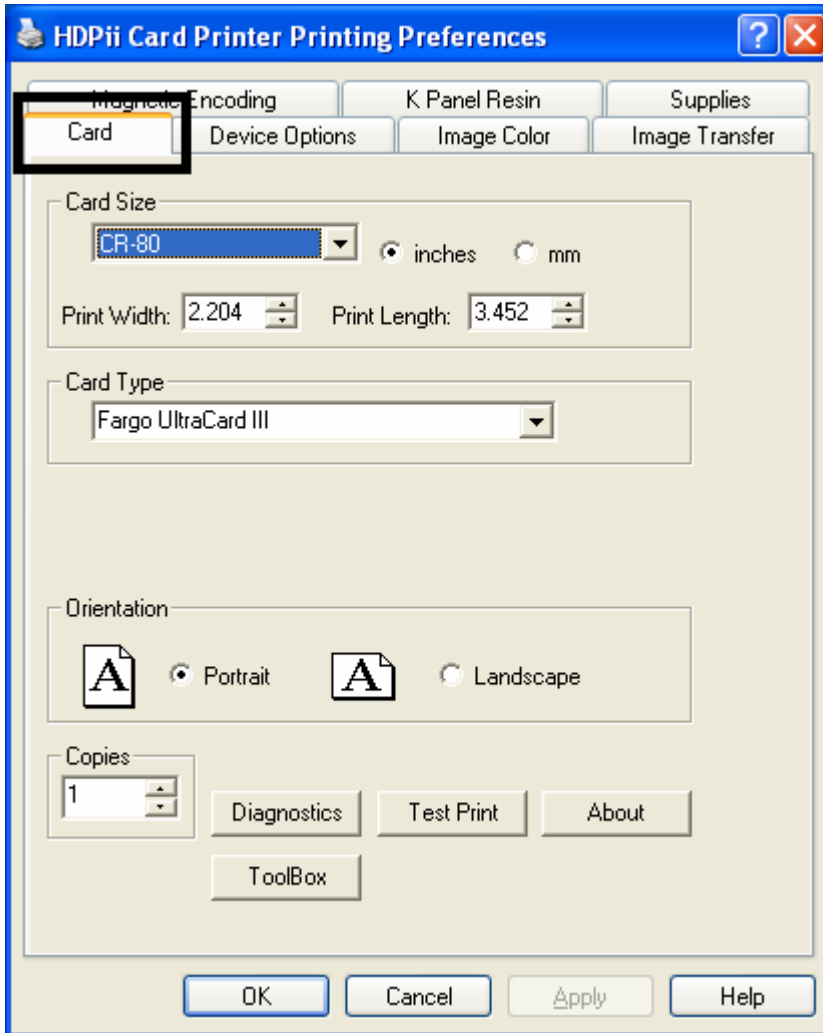 HDPii Card Printer Printing Preferences
Magnetic Encoding K Panel Resin Supplies
Card Device Options Image Color Image Transfer
Card Size
CR-80 inches mm
Print Width: 2.204 Print Length: 3.452
Card Type
Fargo UltraCard III
Orientation
A Portrait A Landscape
Copies
1 Diagnostics Test Print About
ToolBox
OK Cancel Apply Help